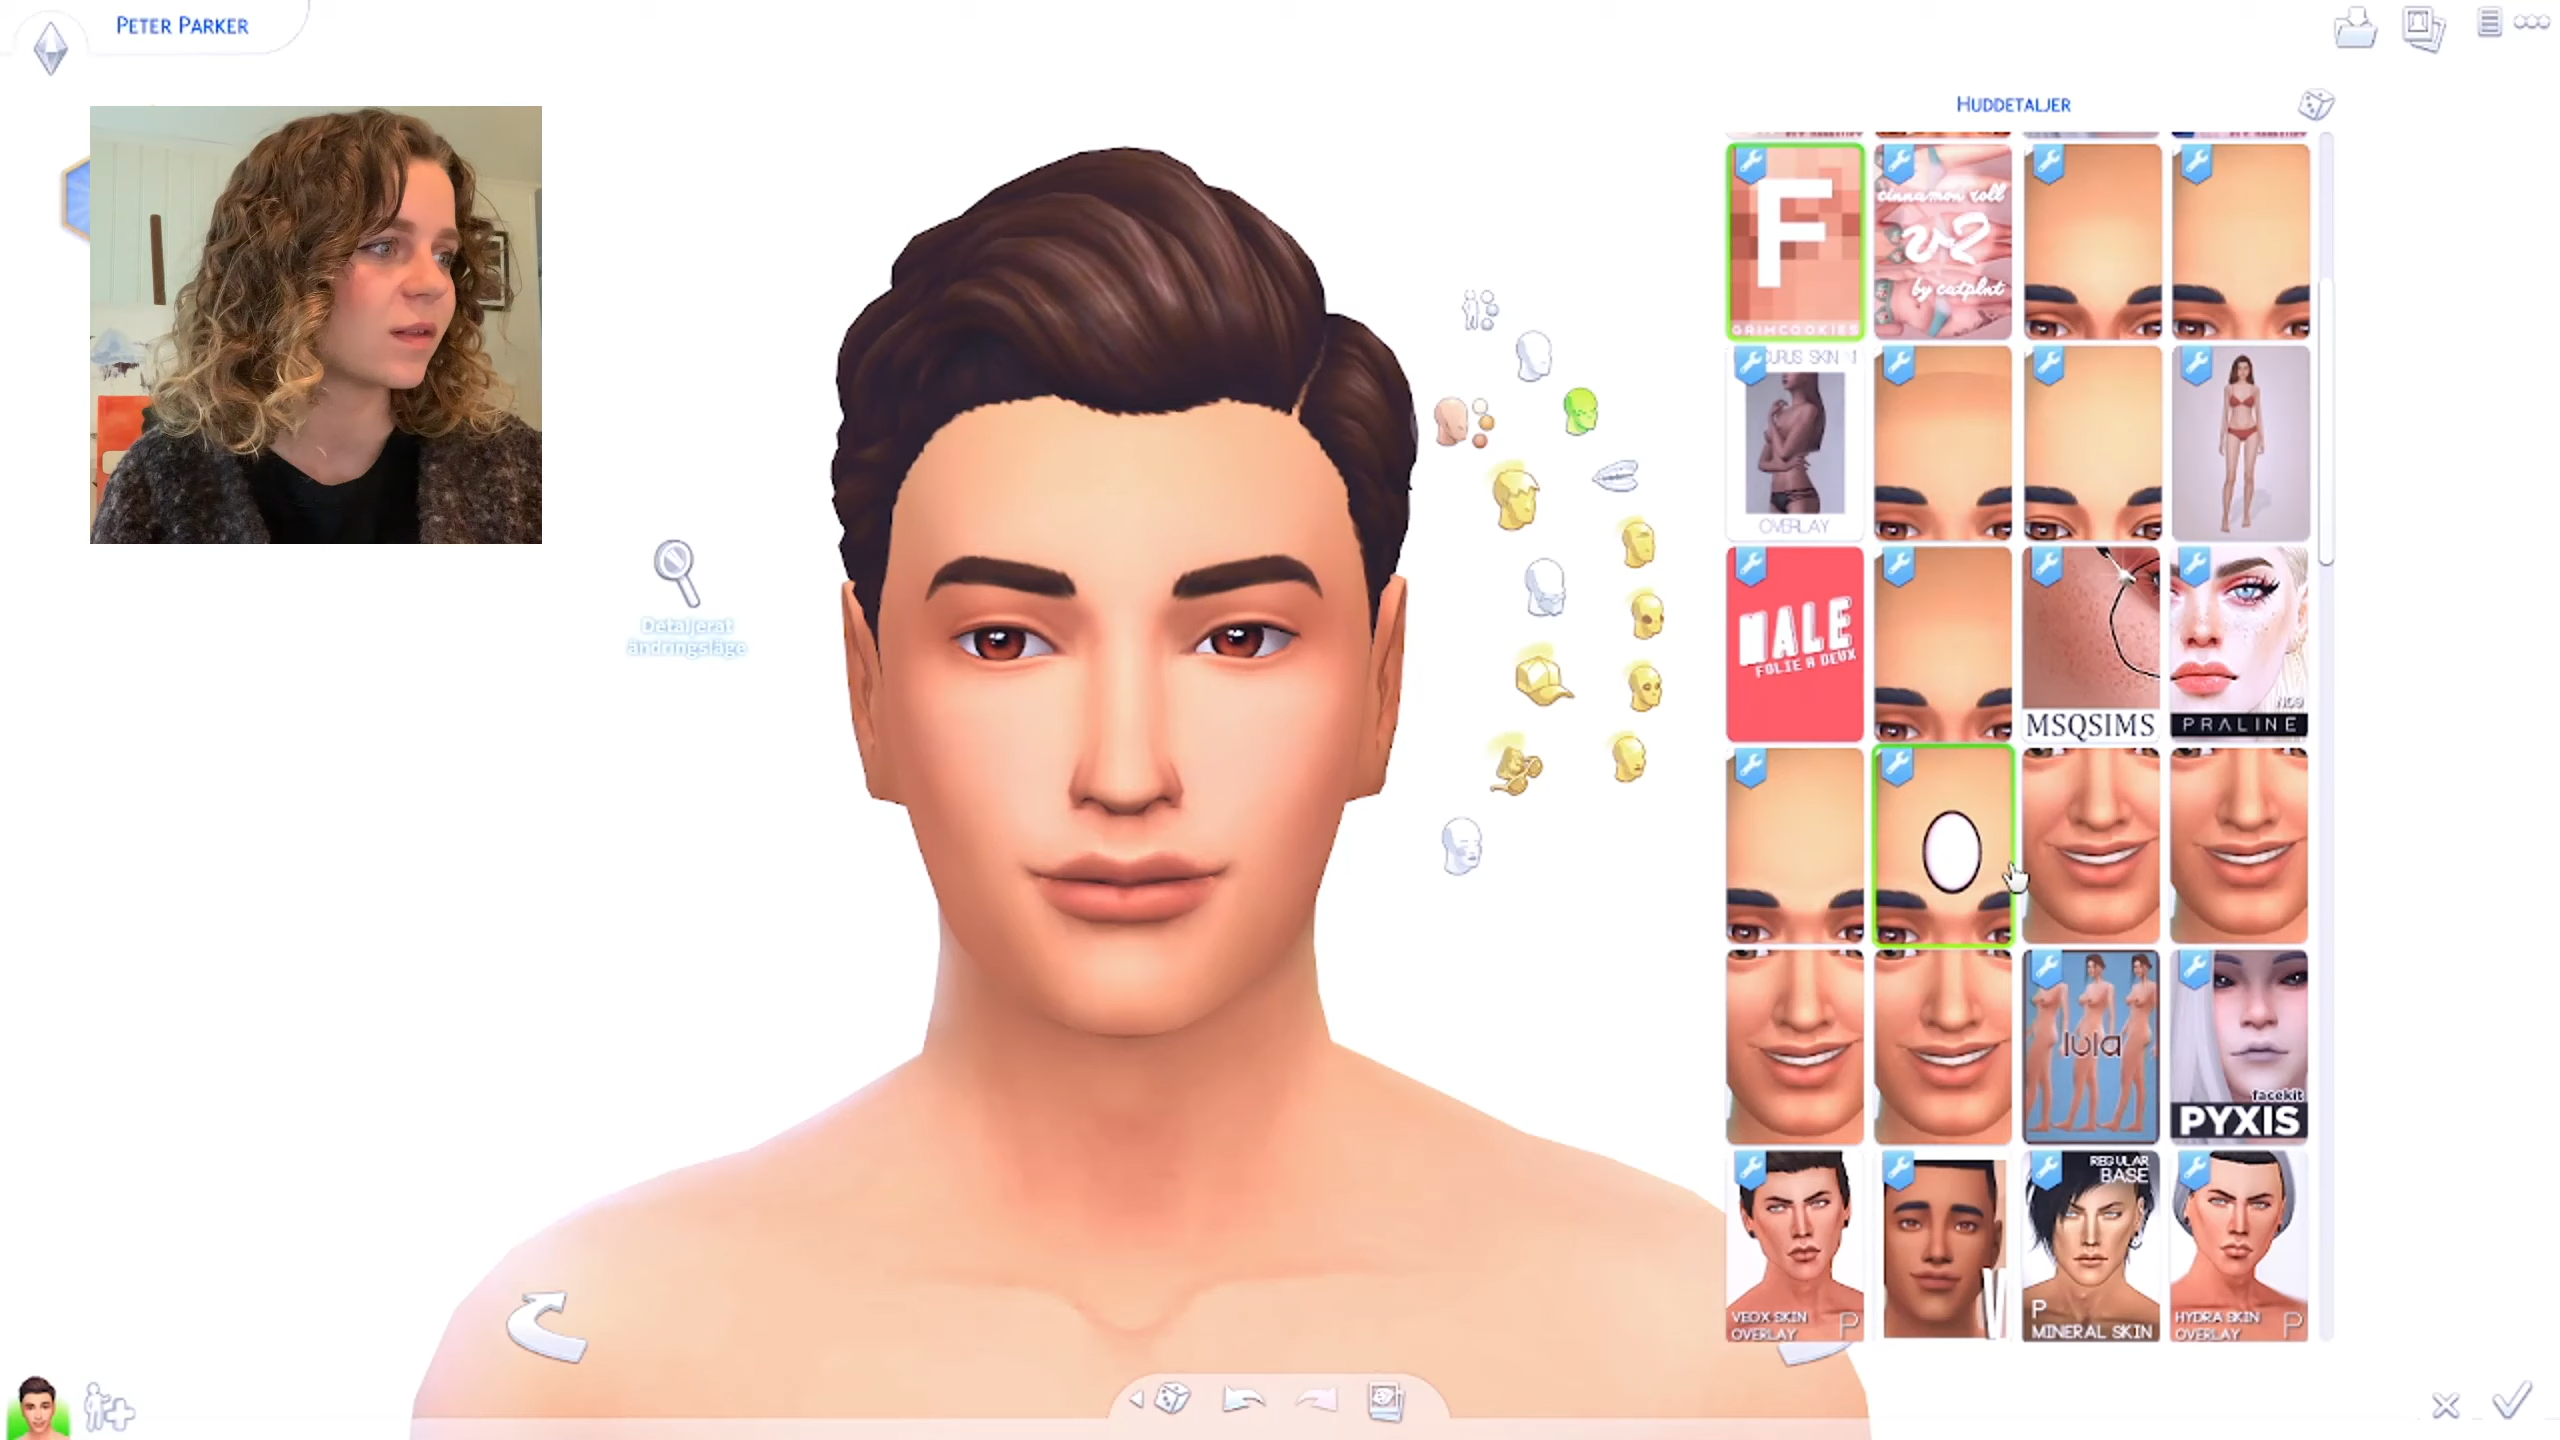 PETER PARKER
HUDDETALJER
F
GRIMCOOKIES
cinnamon roll
v2
by catplnt
OVERLAY
MALE
FOLIE A DEUX
MSQSIMS
N09
PRALINE
Detaljerat
ändringsläge
lula
facekit
PYXIS
VEOX SKIN
OVERLAY
P
V
REGULAR
BASE
P
MINERAL SKIN
HYDRA SKIN
OVERLAY
P